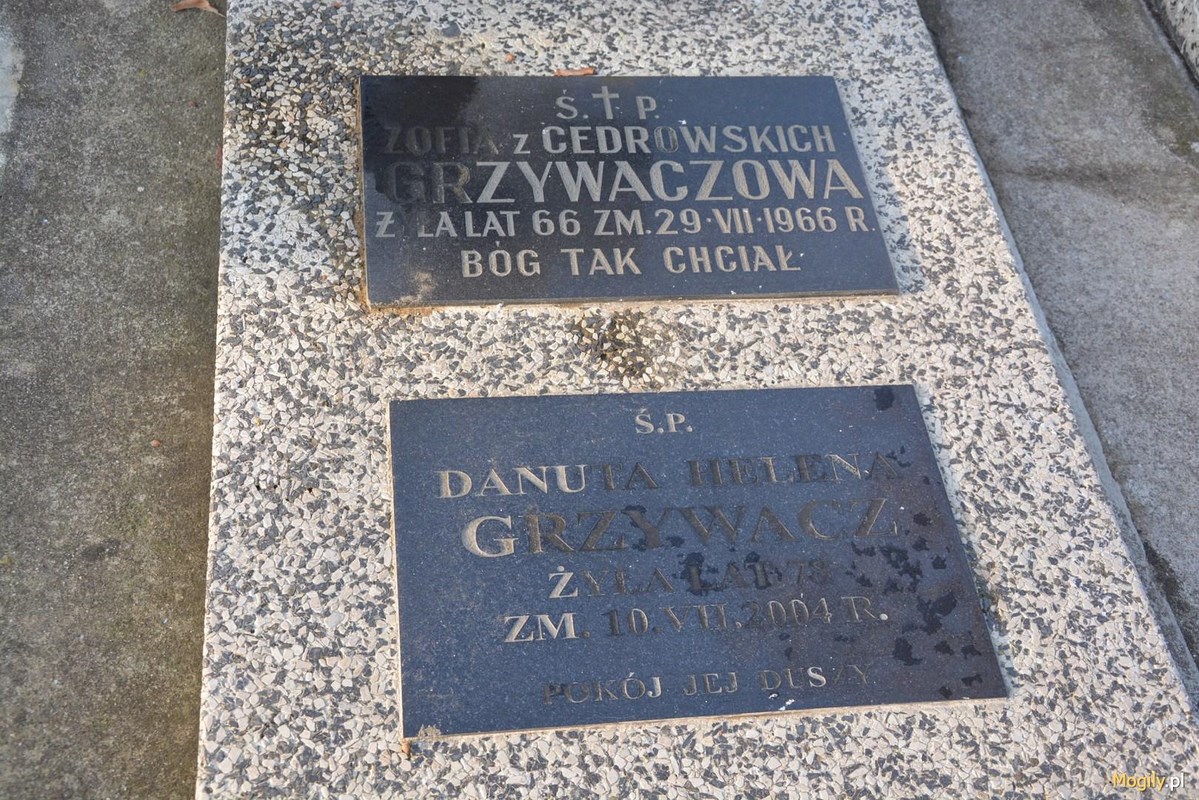 Ś. † P.
ZOFIA z CEDROWSKICH
GRZYWACZOWA
ŻYŁA LAT 66 ZM. 29·VII·1966 R.
BÓG TAK CHCIAŁ
Ś.P.
DANUTA HELENA
GRZYWACZ
ŻYŁA LAT 78
ZM. 10.VII.2004 R.
POKÓJ JEJ DUSZY
Mogily.pl